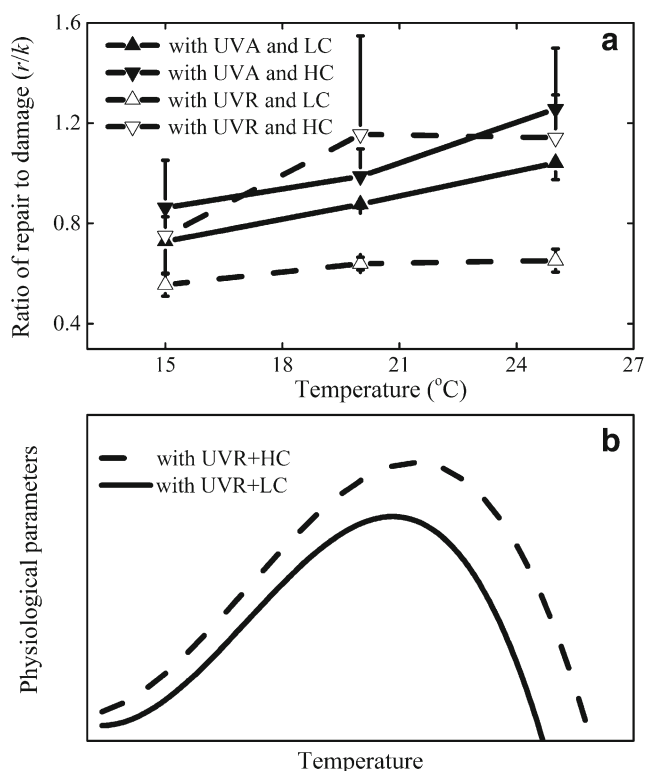 1.6
a
with UVA and LC
with UVA and HC
with UVR and LC
with UVR and HC
1.2
0.8
0.4
Ratio of repair to damage (r/k)
15
18
21
24
27
Temperature (°C)
b
with UVR+HC
with UVR+LC
Physiological parameters
Temperature